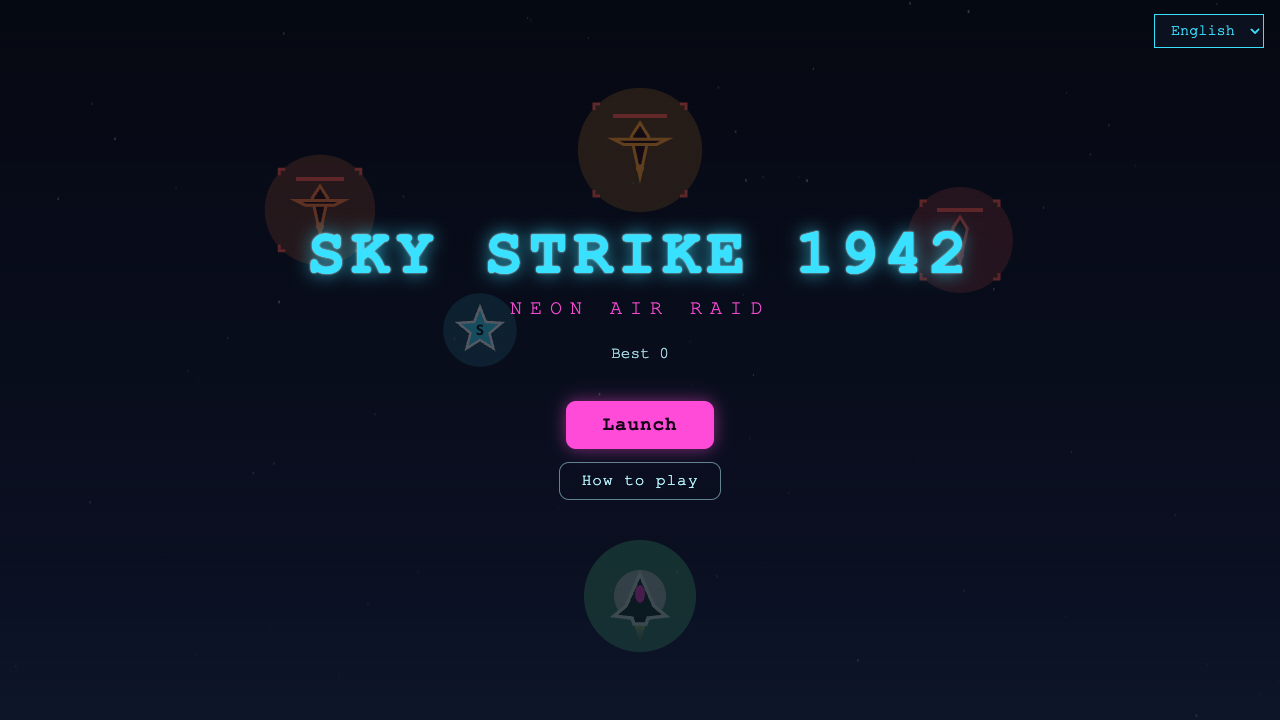 English
SKY STRIKE 1942
NEON AIR RAID
S
Best 0
Launch
How to play